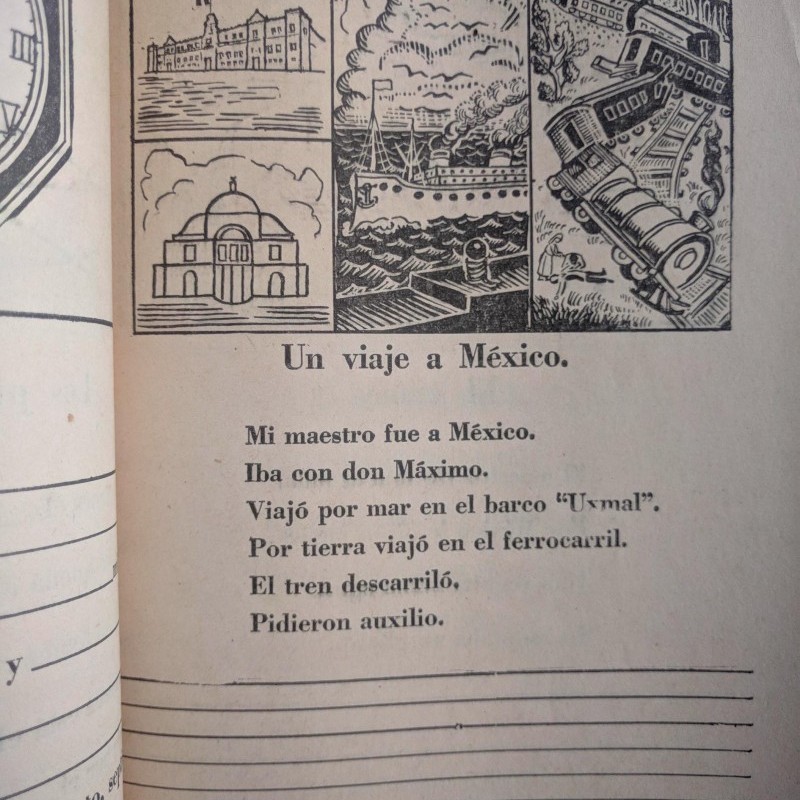 III
V
Un viaje a México.
Mi maestro fue a México.
Iba con don Máximo.
Viajó por mar en el barco “Uxmal”.
Por tierra viajó en el ferrocarril.
El tren descarriló.
Pidieron auxilio.
y